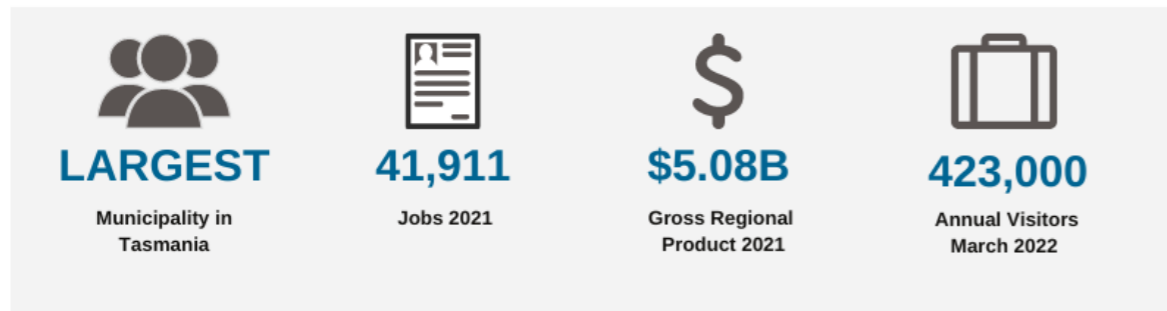 LARGEST
Municipality in
Tasmania
41,911
Jobs 2021
$5.08B
Gross Regional
Product 2021
423,000
Annual Visitors
March 2022